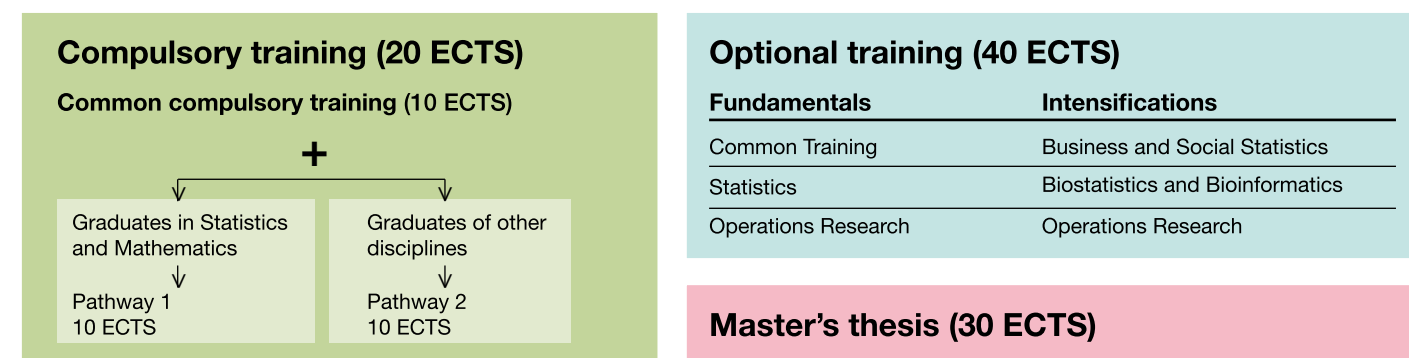 Compulsory training (20 ECTS)
Common compulsory training (10 ECTS)
+
Graduates in Statistics
and Mathematics
Pathway 1
10 ECTS
Graduates of other
disciplines
Pathway 2
10 ECTS
Optional training (40 ECTS)
Fundamentals Intensifications
Common Training Business and Social Statistics
Statistics Biostatistics and Bioinformatics
Operations Research Operations Research
Master’s thesis (30 ECTS)